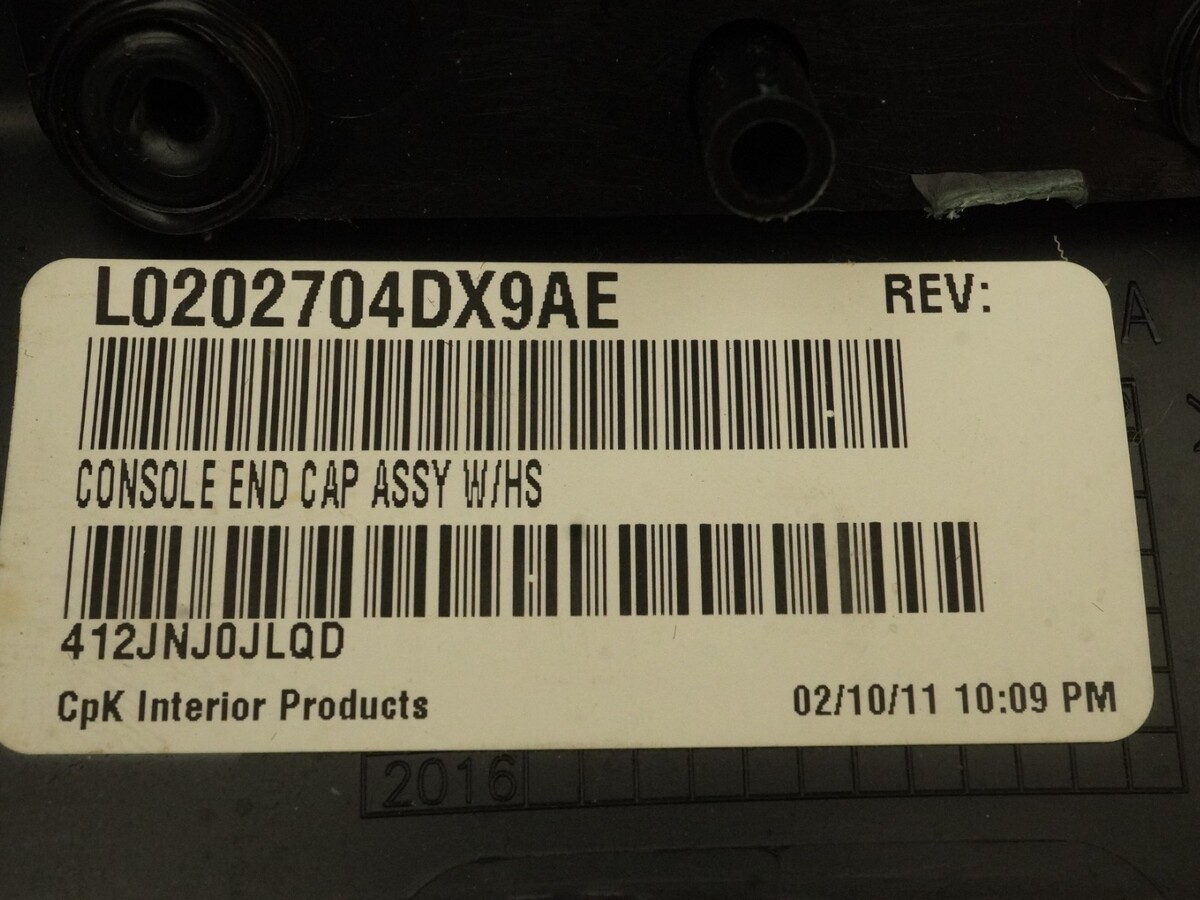 L0202704DX9AE REV:
A
CONSOLE END CAP ASSY W/HS
412JNJ0JLQD
CpK Interior Products 02/10/11 10:09 PM
2016